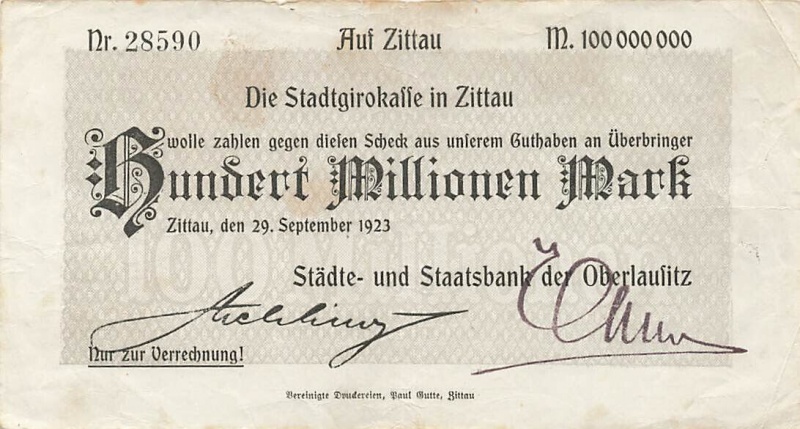 Nr. 28590 Auf Zittau M. 100 000 000
Die Stadtgirokasse in Zittau
wolle zahlen gegen diesen Scheck aus unserem Guthaben an Überbringer
Hundert Millionen Mark
Zittau, den 29. September 1923
100 Millionen
Städte- und Staatsbank der Oberlausitz
Nur zur Verrechnung!
Vereinigte Druckereien, Paul Gutte, Zittau